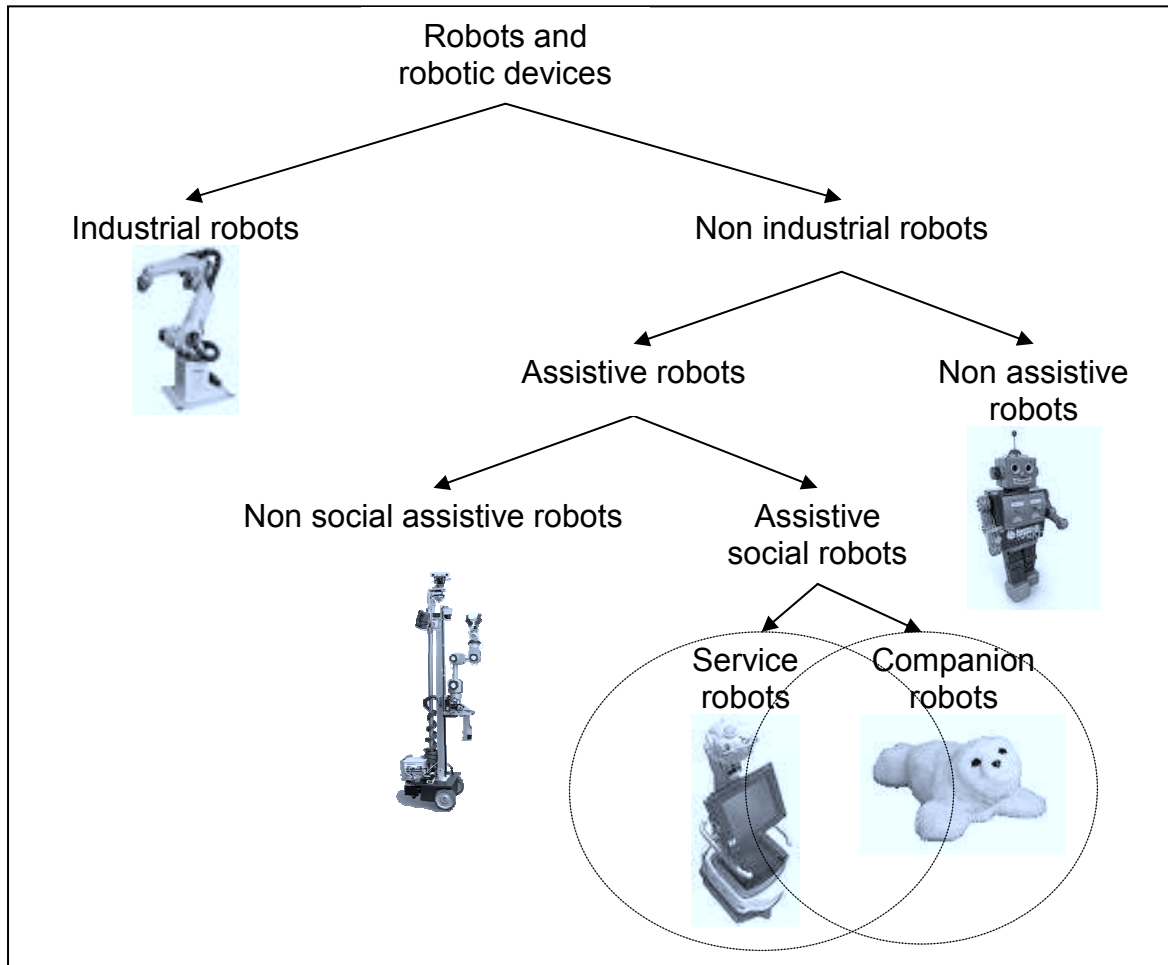 Robots and
robotic devices
Industrial robots
Non industrial robots
Assistive robots
Non assistive
robots
Non social assistive robots
Assistive
social robots
Service
robots
Companion
robots